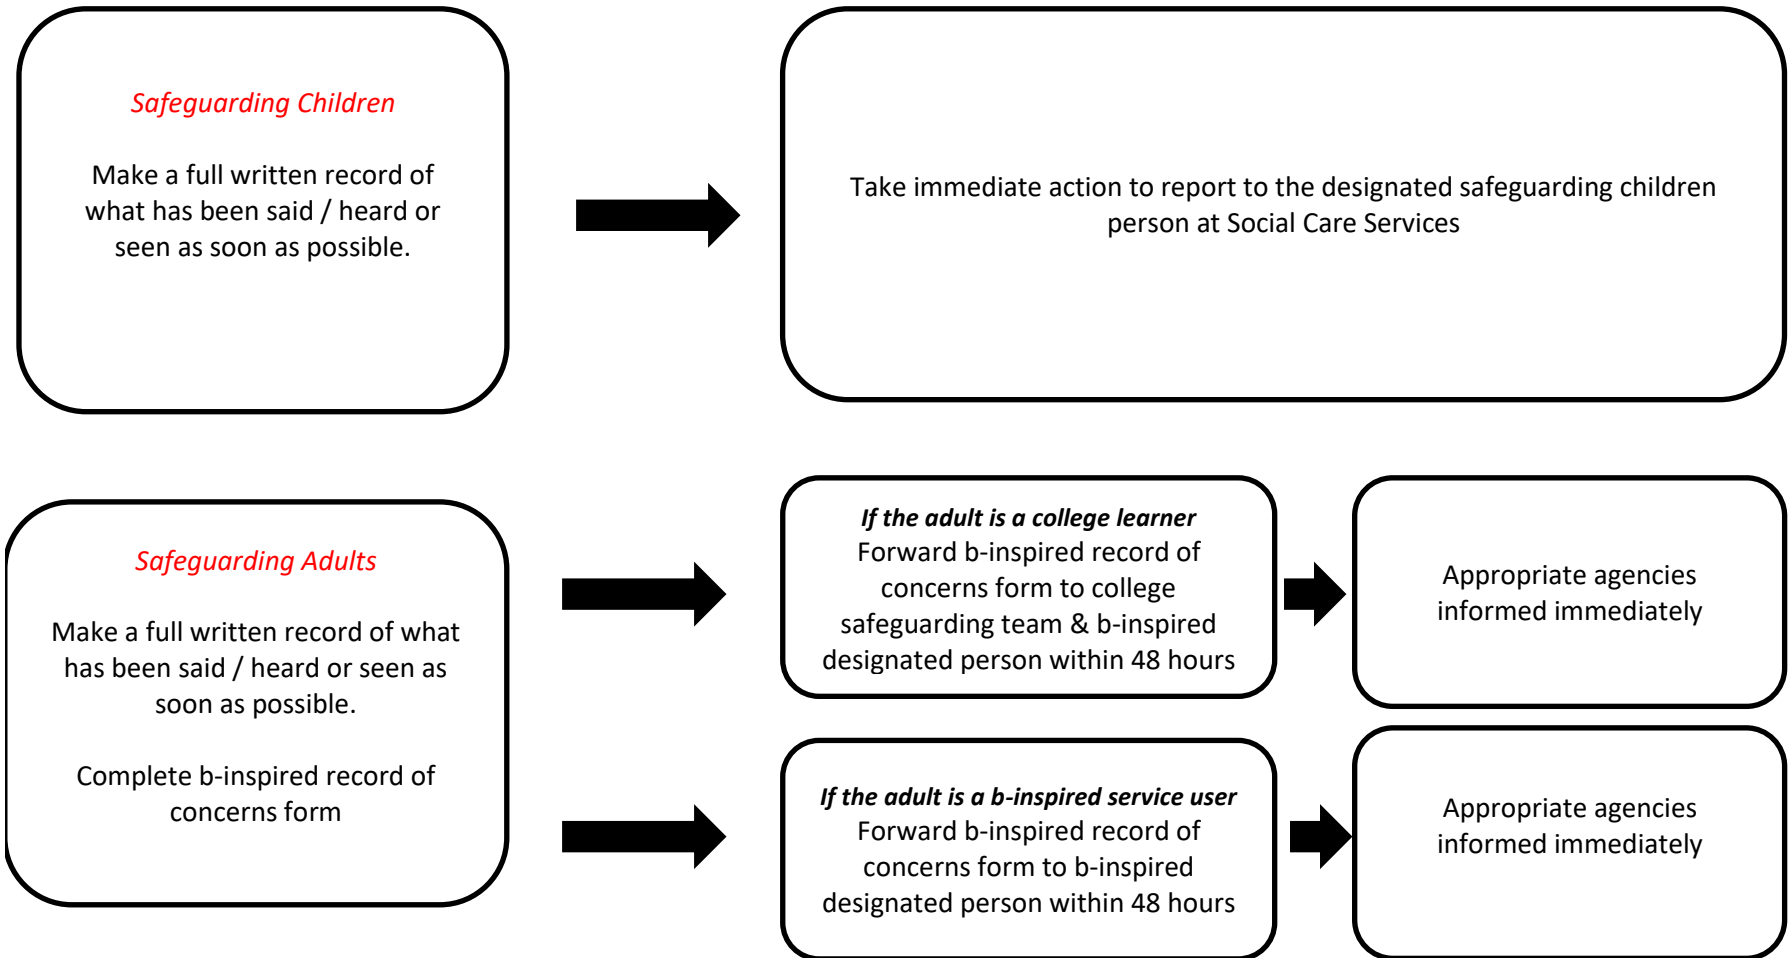 Safeguarding Children
Make a full written record of
what has been said / heard or
seen as soon as possible.
Take immediate action to report to the designated safeguarding children
person at Social Care Services
Safeguarding Adults
Make a full written record of what
has been said / heard or seen as
soon as possible.
Complete b-inspired record of
concerns form
If the adult is a college learner
Forward b-inspired record of
concerns form to college
safeguarding team & b-inspired
designated person within 48 hours
Appropriate agencies
informed immediately
If the adult is a b-inspired service user
Forward b-inspired record of
concerns form to b-inspired
designated person within 48 hours
Appropriate agencies
informed immediately